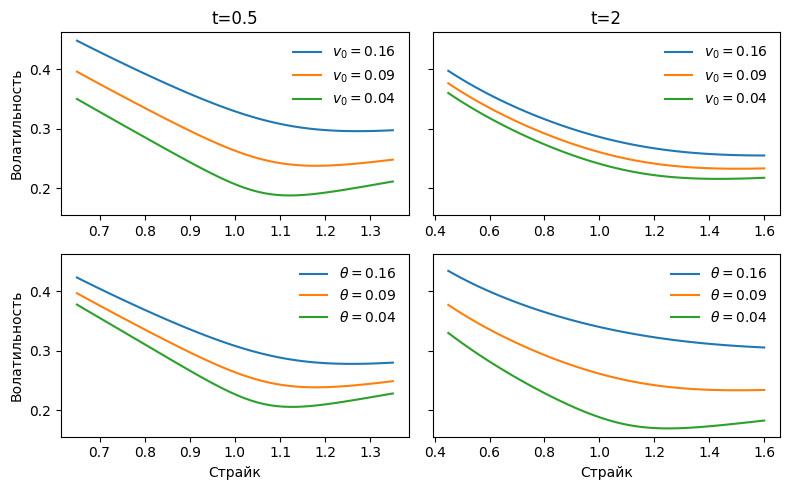 t=0.5
t=2
Волатильность
0.4
0.3
0.2
v₀ = 0.16
v₀ = 0.09
v₀ = 0.04
0.7 0.8 0.9 1.0 1.1 1.2 1.3
v₀ = 0.16
v₀ = 0.09
v₀ = 0.04
0.4 0.6 0.8 1.0 1.2 1.4 1.6
Волатильность
0.4
0.3
0.2
θ = 0.16
θ = 0.09
θ = 0.04
0.7 0.8 0.9 1.0 1.1 1.2 1.3
Страйк
θ = 0.16
θ = 0.09
θ = 0.04
0.4 0.6 0.8 1.0 1.2 1.4 1.6
Страйк